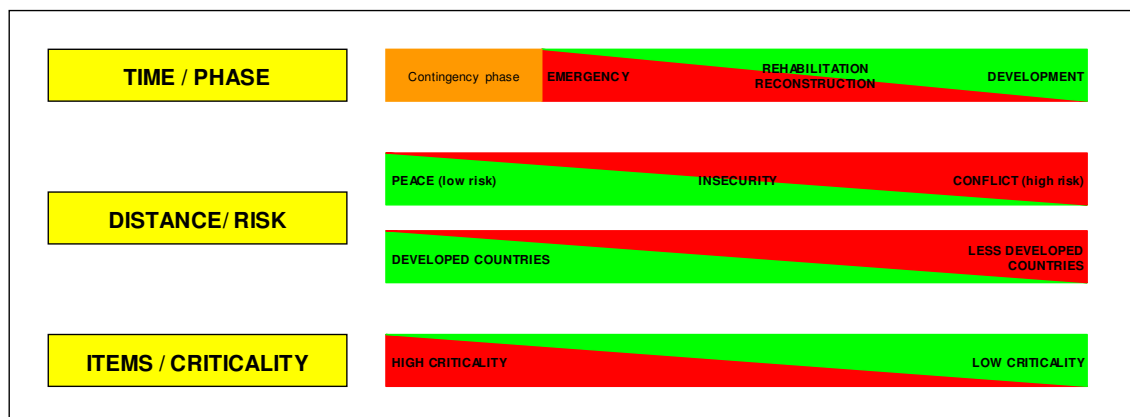 TIME / PHASE
Contingency phase
EMERGENCY
REHABILITATION
RECONSTRUCTION
DEVELOPMENT
DISTANCE/ RISK
PEACE (low risk)
INSECURITY
CONFLICT (high risk)
DEVELOPED COUNTRIES
LESS DEVELOPED
COUNTRIES
ITEMS / CRITICALITY
HIGH CRITICALITY
LOW CRITICALITY